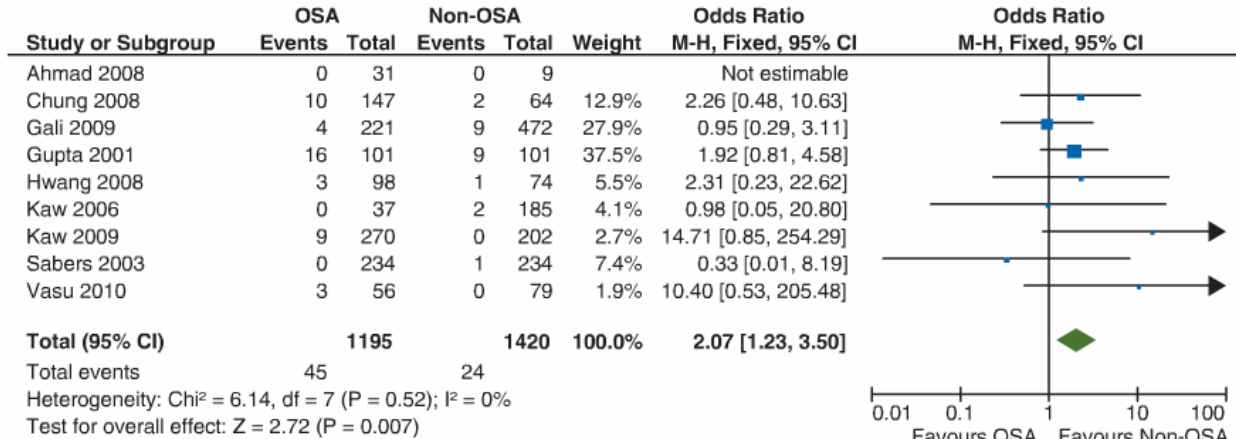 OSA Non-OSA Odds Ratio Odds Ratio
Study or Subgroup Events Total Events Total Weight M-H, Fixed, 95% CI M-H, Fixed, 95% CI
Ahmad 2008 0 31 0 9 Not estimable
Chung 2008 10 147 2 64 12.9% 2.26 [0.48, 10.63]
Gali 2009 4 221 9 472 27.9% 0.95 [0.29, 3.11]
Gupta 2001 16 101 9 101 37.5% 1.92 [0.81, 4.58]
Hwang 2008 3 98 1 74 5.5% 2.31 [0.23, 22.62]
Kaw 2006 0 37 2 185 4.1% 0.98 [0.05, 20.80]
Kaw 2009 9 270 0 202 2.7% 14.71 [0.85, 254.29]
Sabers 2003 0 234 1 234 7.4% 0.33 [0.01, 8.19]
Vasu 2010 3 56 0 79 1.9% 10.40 [0.53, 205.48]
Total (95% CI) 1195 1420 100.0% 2.07 [1.23, 3.50]
Total events 45 24
Heterogeneity: Chi² = 6.14, df = 7 (P = 0.52); I² = 0%
Test for overall effect: Z = 2.72 (P = 0.007)
0.01 0.1 1 10 100
Favours OSA Favours Non-OSA